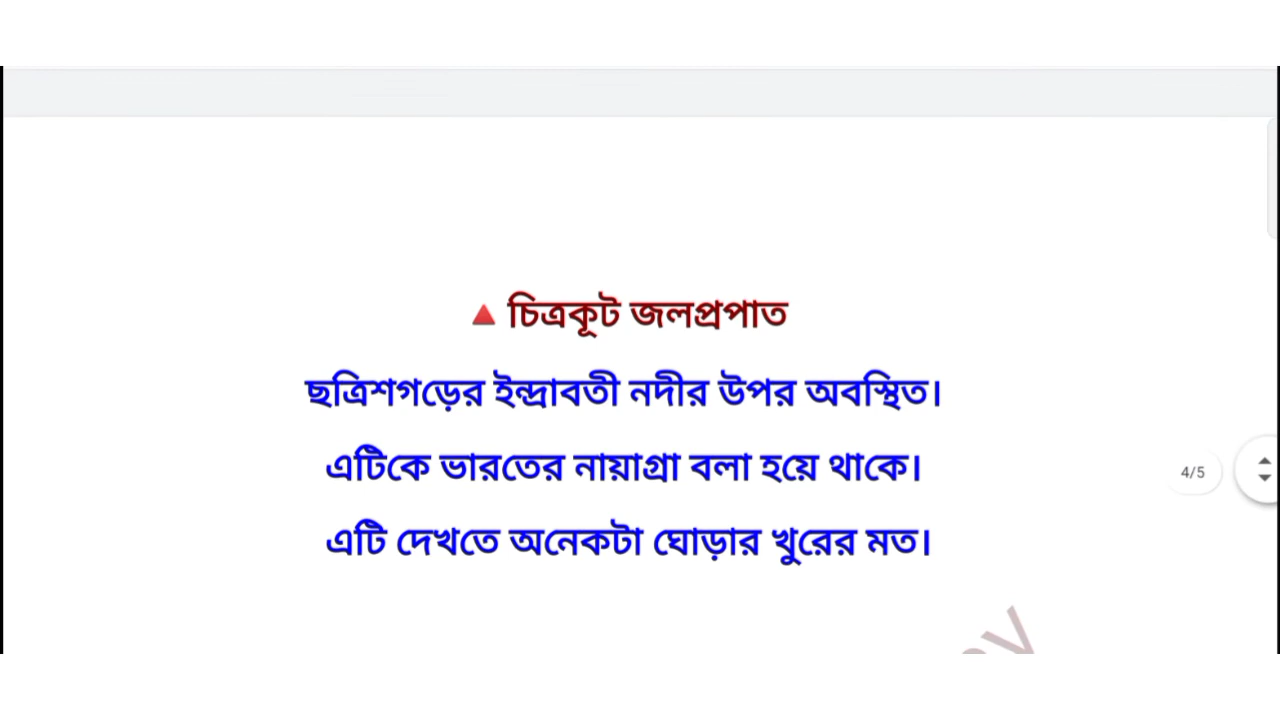 🔺চিত্রকূট জলপ্রপাত
ছত্রিশগড়ের ইন্দ্রাবতী নদীর উপর অবস্থিত।
এটিকে ভারতের নায়াগ্রা বলা হয়ে থাকে।
4/5
এটি দেখতে অনেকটা ঘোড়ার খুরের মত।